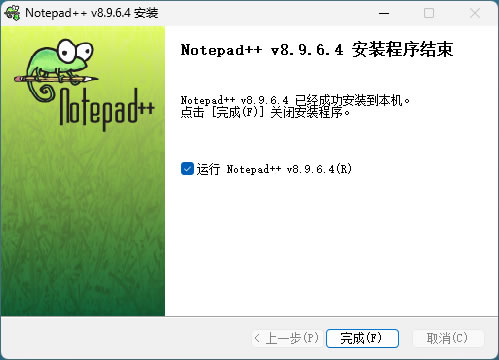 Notepad++ v8.9.6.4 安装
Notepad++
Notepad++ v8.9.6.4 安装程序结束
Notepad++ v8.9.6.4 已经成功安装到本机。
点击 [完成(F)] 关闭安装程序。
运行 Notepad++ v8.9.6.4(R)
< 上一步(P) 完成(F) 取消(C)